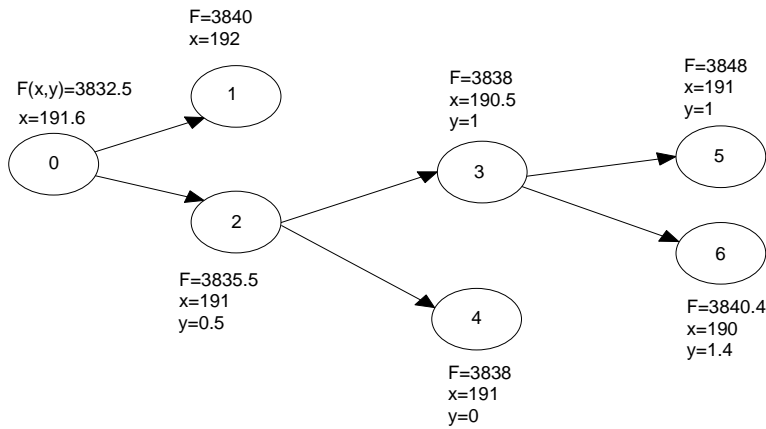 F=3840
x=192
F(x,y)=3832.5
x=191.6
0
1
2
F=3835.5
x=191
y=0.5
F=3838
x=190.5
y=1
3
4
F=3838
x=191
y=0
F=3848
x=191
y=1
5
6
F=3840.4
x=190
y=1.4